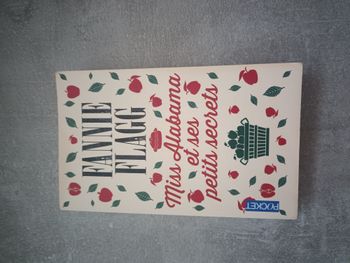 FANNIE
FLAGG
Miss Alabama
et ses
petits secrets
POCKET